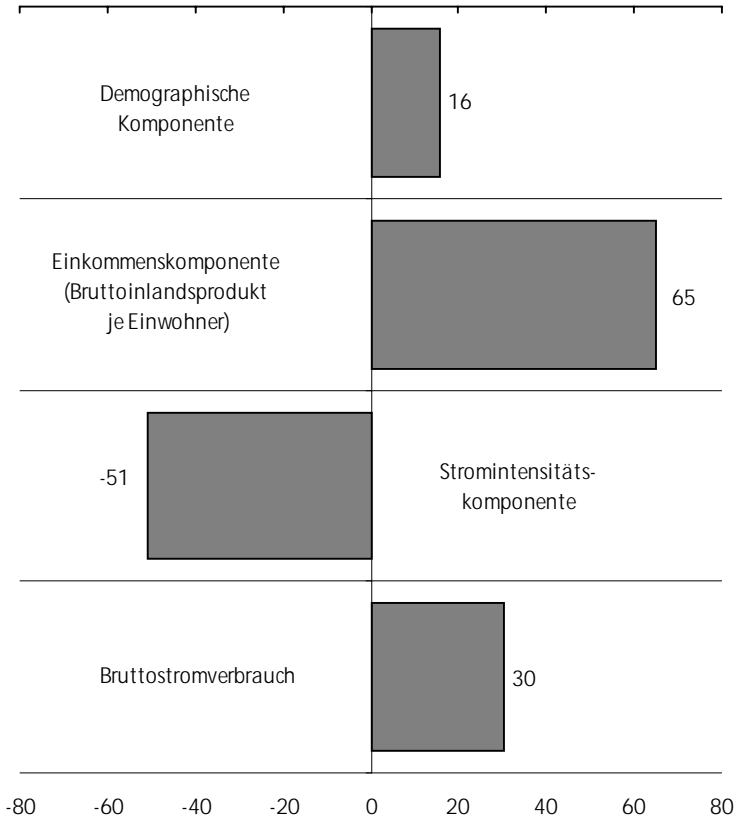 Demographische
Komponente
16
Einkommenskomponente
(Bruttoinlandsprodukt
je Einwohner)
65
-51
Stromintensitäts-
komponente
Bruttostromverbrauch
30
-80 -60 -40 -20 0 20 40 60 80